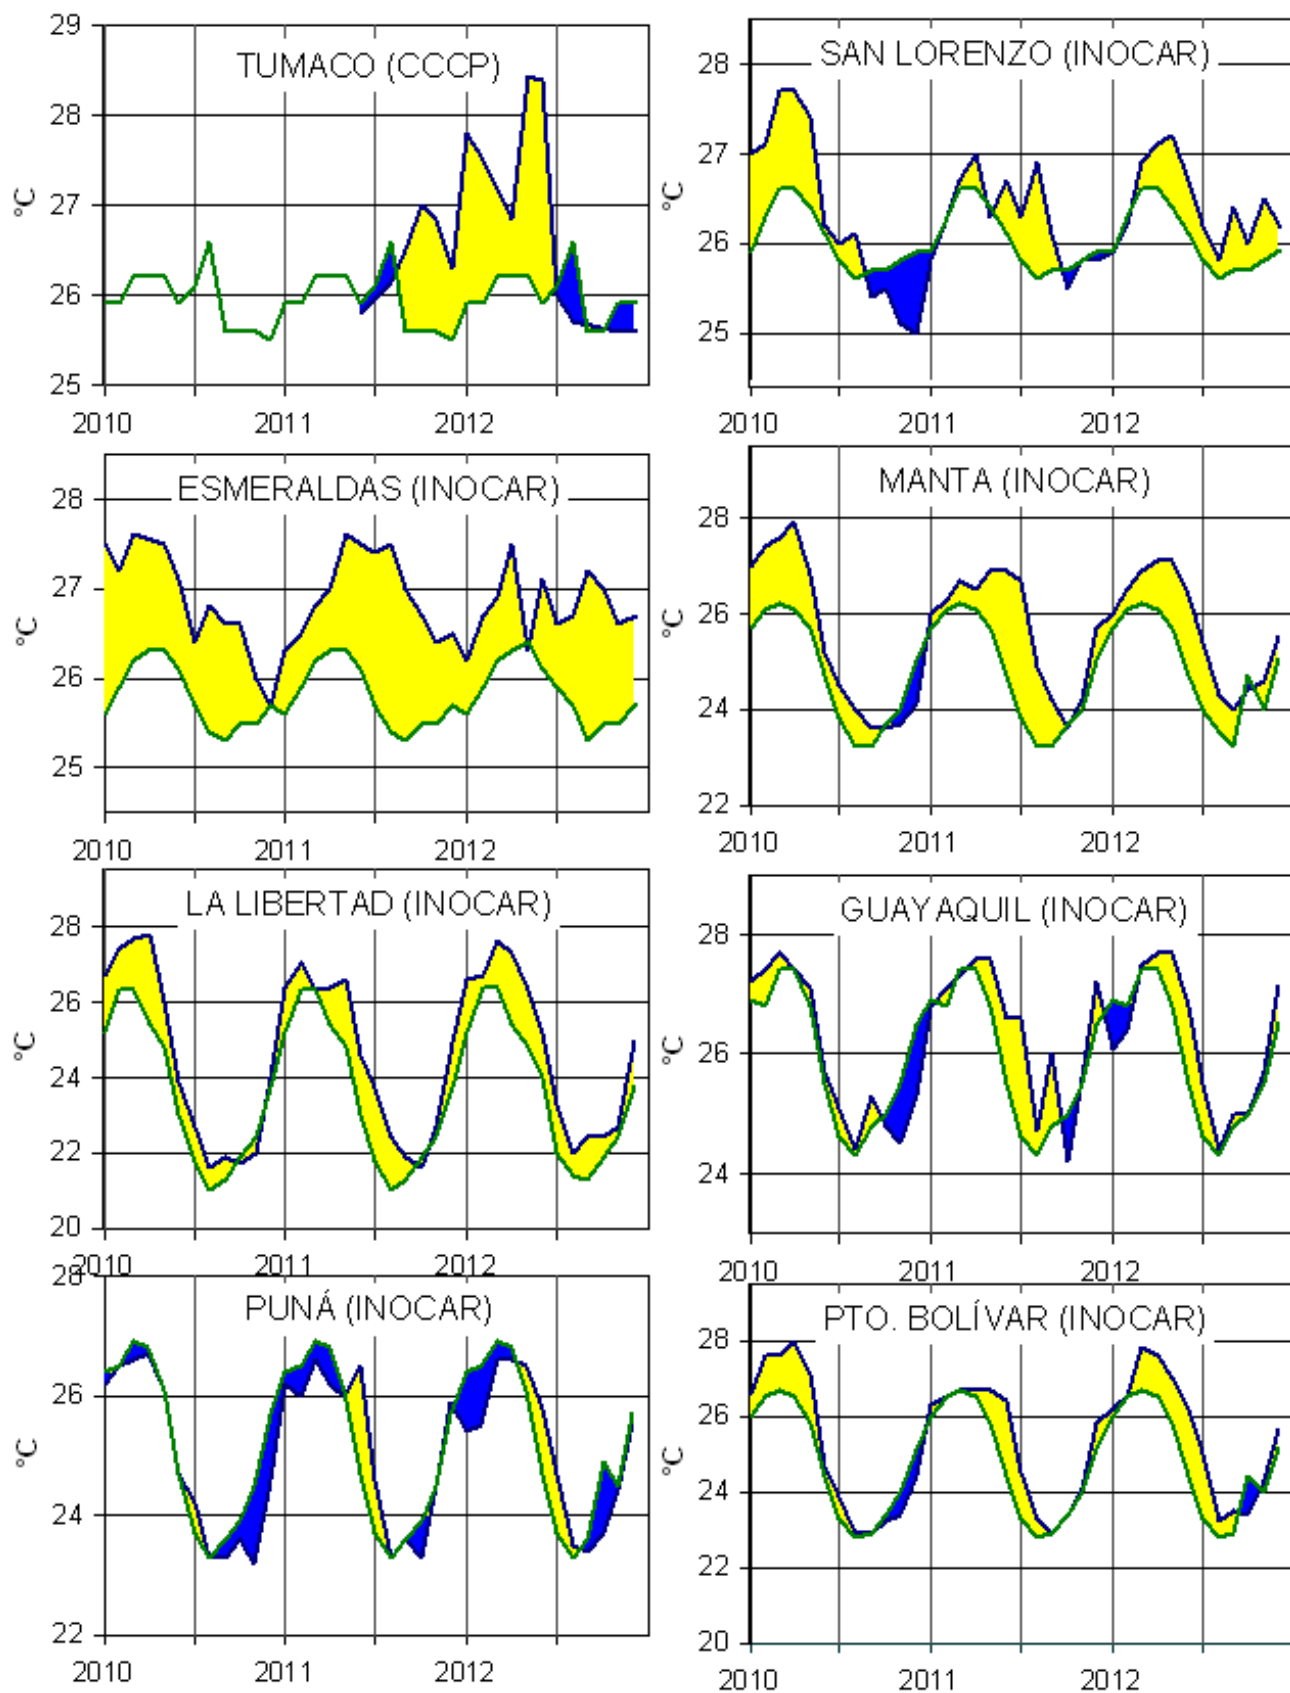 TUMACO (CCCP)
°C
29
28
27
26
25
2010 2011 2012
SAN LORENZO (INOCAR)
°C
28
27
26
25
2010 2011 2012
ESMERALDAS (INOCAR)
°C
28
27
26
25
2010 2011 2012
MANTA (INOCAR)
°C
28
26
24
22
2010 2011 2012
LA LIBERTAD (INOCAR)
°C
28
26
24
22
20
2010 2011 2012
GUAYAQUIL (INOCAR)
°C
28
26
24
2010 2011 2012
PUNÁ (INOCAR)
°C
28
26
24
22
2010 2011 2012
PTO. BOLÍVAR (INOCAR)
°C
28
26
24
22
20
2010 2011 2012